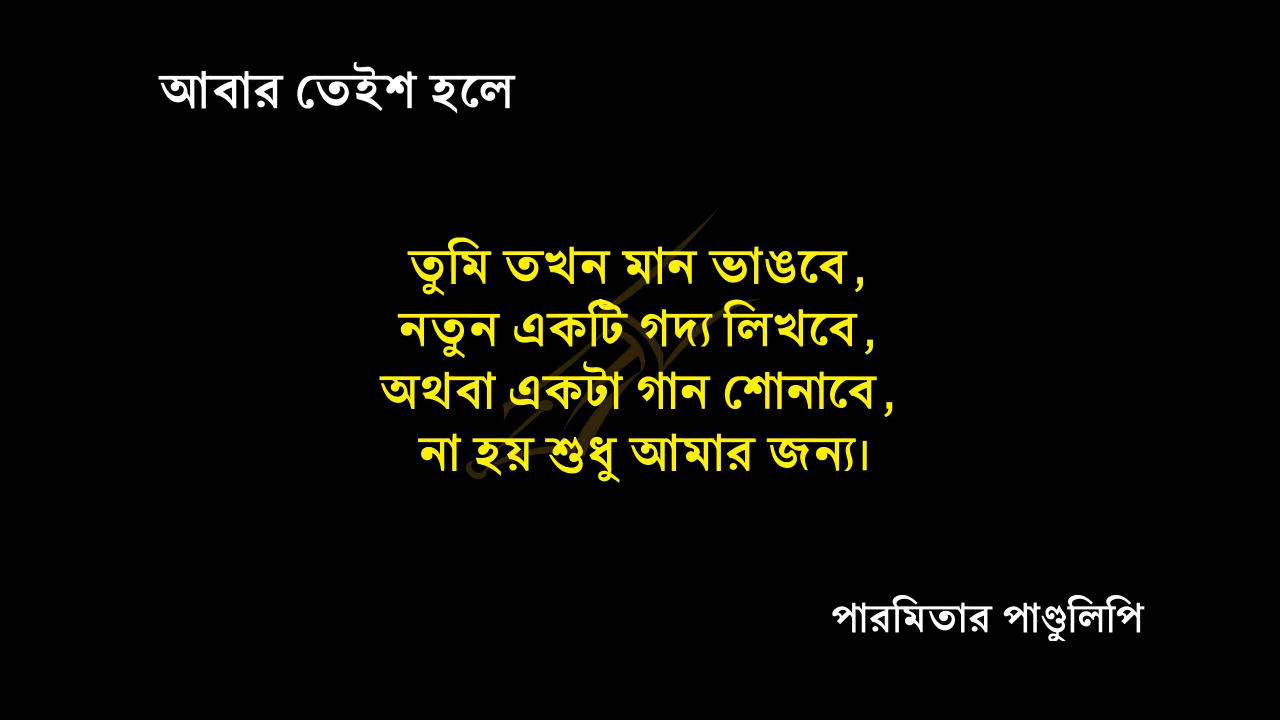 আবার তেইশ হলে
তুমি তখন মান ভাঙবে,
নতুন একটি গদ্য লিখবে,
অথবা একটা গান শোনাবে,
না হয় শুধু আমার জন্য।
পারমিতার পাণ্ডুলিপি